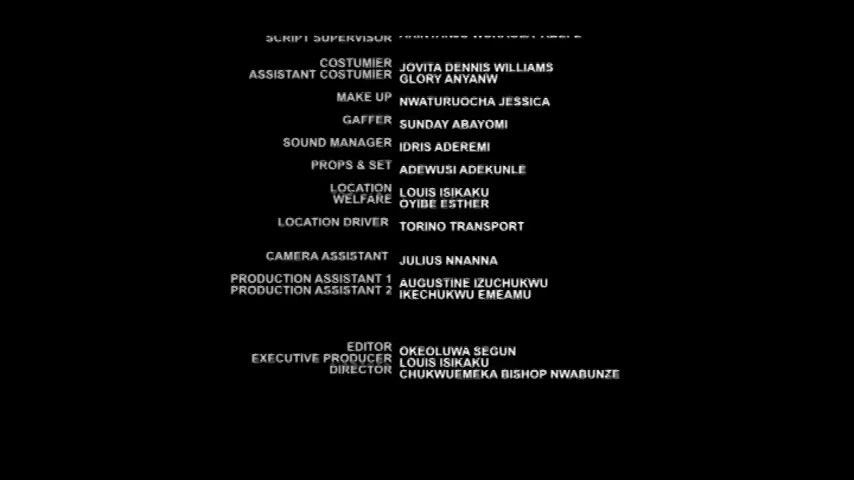 SCRIPT SUPERVISOR
COSTUMIER JOVITA DENNIS WILLIAMS
ASSISTANT COSTUMIER GLORY ANYANW
MAKE UP NWATURUOCHA JESSICA
GAFFER SUNDAY ABAYOMI
SOUND MANAGER IDRIS ADEREMI
PROPS & SET ADEWUSI ADEKUNLE
LOCATION LOUIS ISIKAKU
WELFARE OYIBE ESTHER
LOCATION DRIVER TORINO TRANSPORT
CAMERA ASSISTANT JULIUS NNANNA
PRODUCTION ASSISTANT 1 AUGUSTINE IZUCHUKWU
PRODUCTION ASSISTANT 2 IKECHUKWU EMEAMU
EDITOR OKEOLUWA SEGUN
EXECUTIVE PRODUCER LOUIS ISIKAKU
DIRECTOR CHUKWUEMEKA BISHOP NWABUNZE